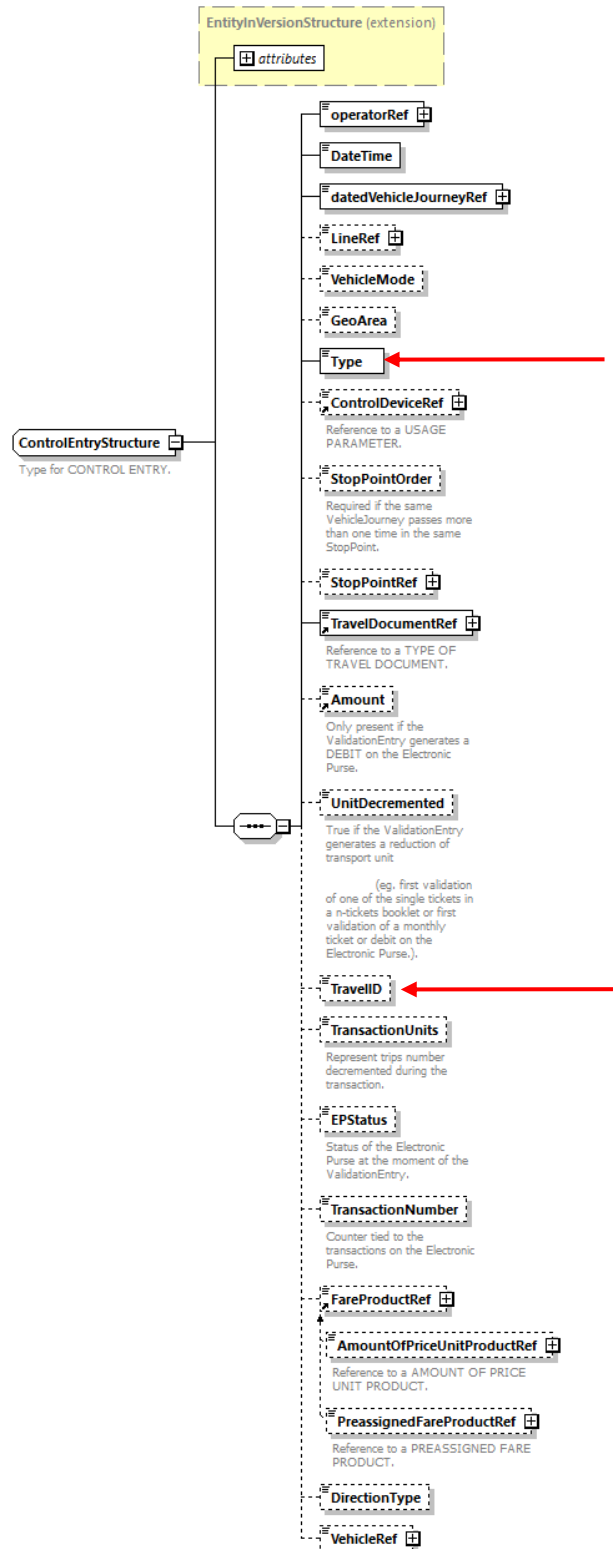 EntityInVersionStructure (extension)
attributes
operatorRef
DateTime
datedVehicleJourneyRef
LineRef
VehicleMode
GeoArea
Type
ControlDeviceRef
Reference to a USAGE
PARAMETER.
ControlEntryStructure
Type for CONTROL ENTRY.
StopPointOrder
Required if the same
VehicleJourney passes more
than one time in the same
StopPoint.
StopPointRef
TravelDocumentRef
Reference to a TYPE OF
TRAVEL DOCUMENT.
Amount
Only present if the
ValidationEntry generates a
DEBIT on the Electronic
Purse.
UnitDecremented
True if the ValidationEntry
generates a reduction of
transport unit
(eg. first validation
of one of the single tickets in
a n-tickets booklet or first
validation of a monthly
ticket or debit on the
Electronic Purse.).
TravelID
TransactionUnits
Represent trips number
decremented during the
transaction.
EPStatus
Status of the Electronic
Purse at the moment of the
ValidationEntry.
TransactionNumber
Counter tied to the
transactions on the Electronic
Purse.
FareProductRef
AmountOfPriceUnitProductRef
Reference to a AMOUNT OF PRICE
UNIT PRODUCT.
PreassignedFareProductRef
Reference to a PREASSIGNED FARE
PRODUCT.
DirectionType
VehicleRef